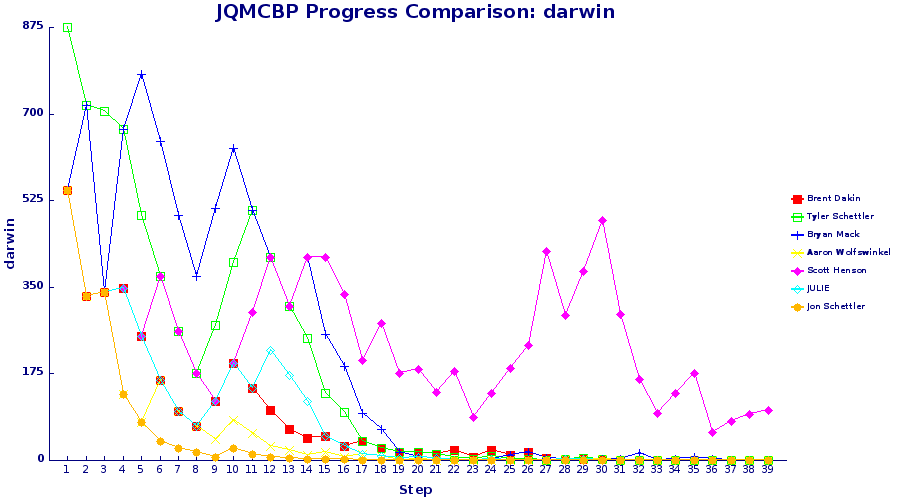 JQMCBP Progress Comparison: darwin
875
700
525
350
175
0
darwin
1 2 3 4 5 6 7 8 9 10 11 12 13 14 15 16 17 18 19 20 21 22 23 24 25 26 27 28 29 30 31 32 33 34 35 36 37 38 39
Step
Brent Dakin
Tyler Schettler
Bryan Mack
Aaron Wolfswinkel
Scott Henson
JULIE
Jon Schettler